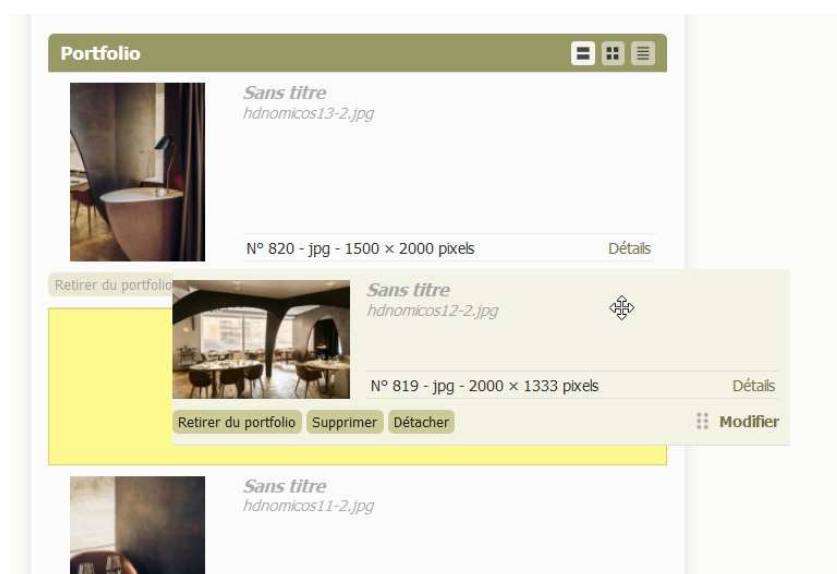 Portfolio
Sans titre
hdnomicos13-2.jpg
N° 820 - jpg - 1500 × 2000 pixels
Détails
Retirer du portfolio
Sans titre
hdnomicos12-2.jpg
N° 819 - jpg - 2000 × 1333 pixels
Détails
Retirer du portfolio Supprimer Détacher
Modifier
Sans titre
hdnomicos11-2.jpg